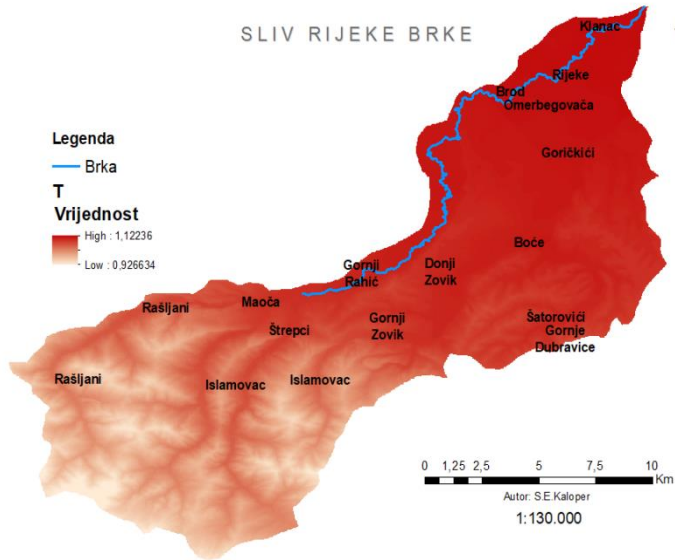 SLIV RIJEKE BRKE
Klanac
Rijeke
Brod
Omerbegovača
Goričkići
Legenda
Brka
T
Vrijednost
High : 1,12236
Low : 0,926634
Boće
Gornji
Rahić
Donji
Zovik
Rašljani
Maoča
Štrepci
Gornji
Zovik
Šatorovići
Gornje
Dubravice
Rašljani
Islamovac
Islamovac
0 1,25 2,5 5 7,5 10
Km
Autor: S.E.Kaloper
1:130.000